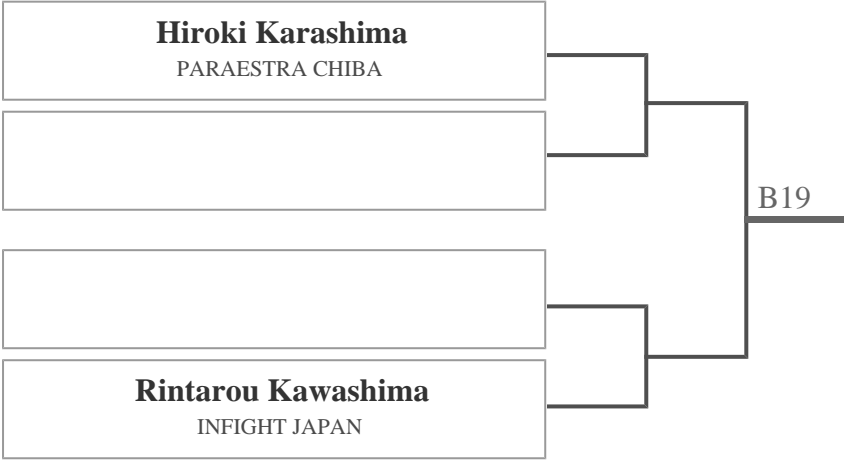 Hiroki Karashima
PARAESTRA CHIBA
B19
Rintarou Kawashima
INFIGHT JAPAN